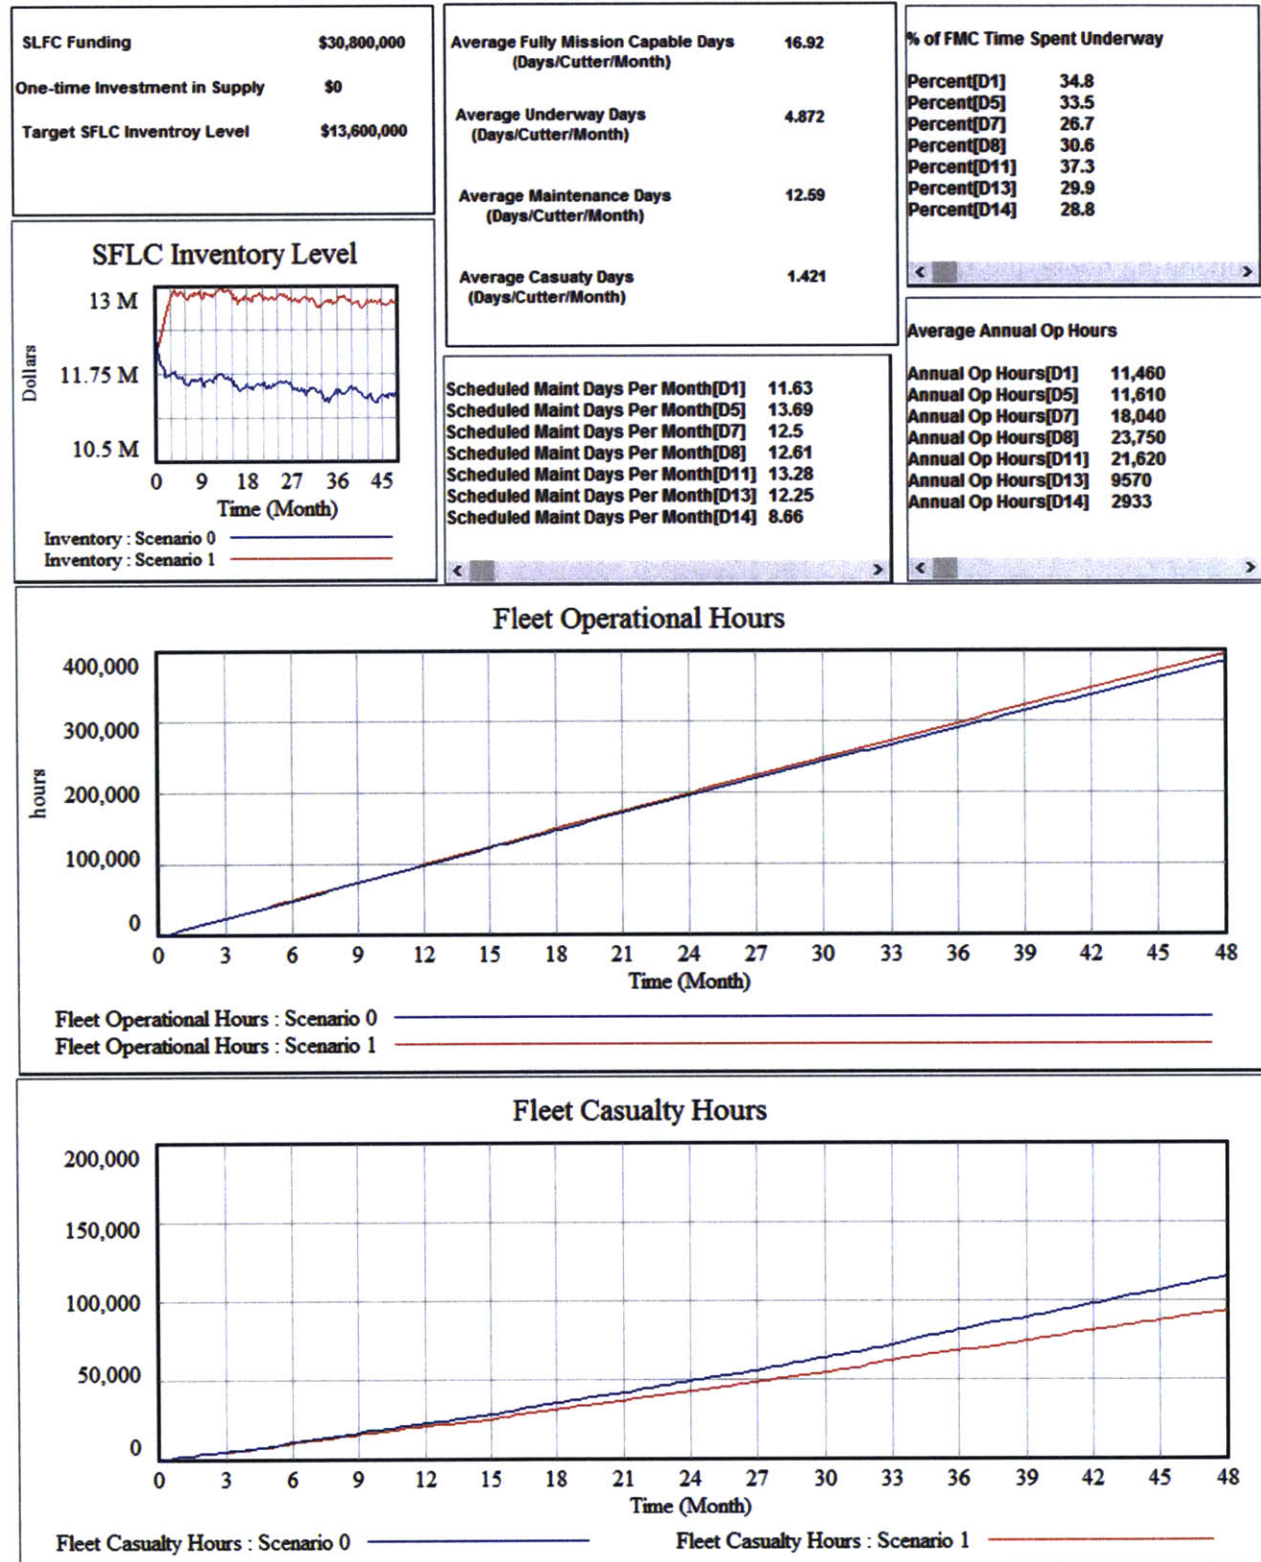 SLFC Funding $30,800,000
One-time Investment in Supply $0
Target SFLC Inventroy Level $13,600,000
Average Fully Mission Capable Days 16.92
(Days/Cutter/Month)
Average Underway Days 4.872
(Days/Cutter/Month)
Average Maintenance Days 12.59
(Days/Cutter/Month)
Average Casuaty Days 1.421
(Days/Cutter/Month)
% of FMC Time Spent Underway
Percent[D1] 34.8
Percent[D5] 33.5
Percent[D7] 26.7
Percent[D8] 30.6
Percent[D11] 37.3
Percent[D13] 29.9
Percent[D14] 28.8
SFLC Inventory Level
13 M
11.75 M
10.5 M
Dollars
0 9 18 27 36 45
Time (Month)
Inventory : Scenario 0
Inventory : Scenario 1
Scheduled Maint Days Per Month[D1] 11.63
Scheduled Maint Days Per Month[D5] 13.69
Scheduled Maint Days Per Month[D7] 12.5
Scheduled Maint Days Per Month[D8] 12.61
Scheduled Maint Days Per Month[D11] 13.28
Scheduled Maint Days Per Month[D13] 12.25
Scheduled Maint Days Per Month[D14] 8.66
Average Annual Op Hours
Annual Op Hours[D1] 11,460
Annual Op Hours[D5] 11,610
Annual Op Hours[D7] 18,040
Annual Op Hours[D8] 23,750
Annual Op Hours[D11] 21,620
Annual Op Hours[D13] 9570
Annual Op Hours[D14] 2933
Fleet Operational Hours
400,000
300,000
200,000
100,000
0
hours
0 3 6 9 12 15 18 21 24 27 30 33 36 39 42 45 48
Time (Month)
Fleet Operational Hours : Scenario 0
Fleet Operational Hours : Scenario 1
Fleet Casualty Hours
200,000
150,000
100,000
50,000
0
0 3 6 9 12 15 18 21 24 27 30 33 36 39 42 45 48
Time (Month)
Fleet Casualty Hours : Scenario 0 Fleet Casualty Hours : Scenario 1